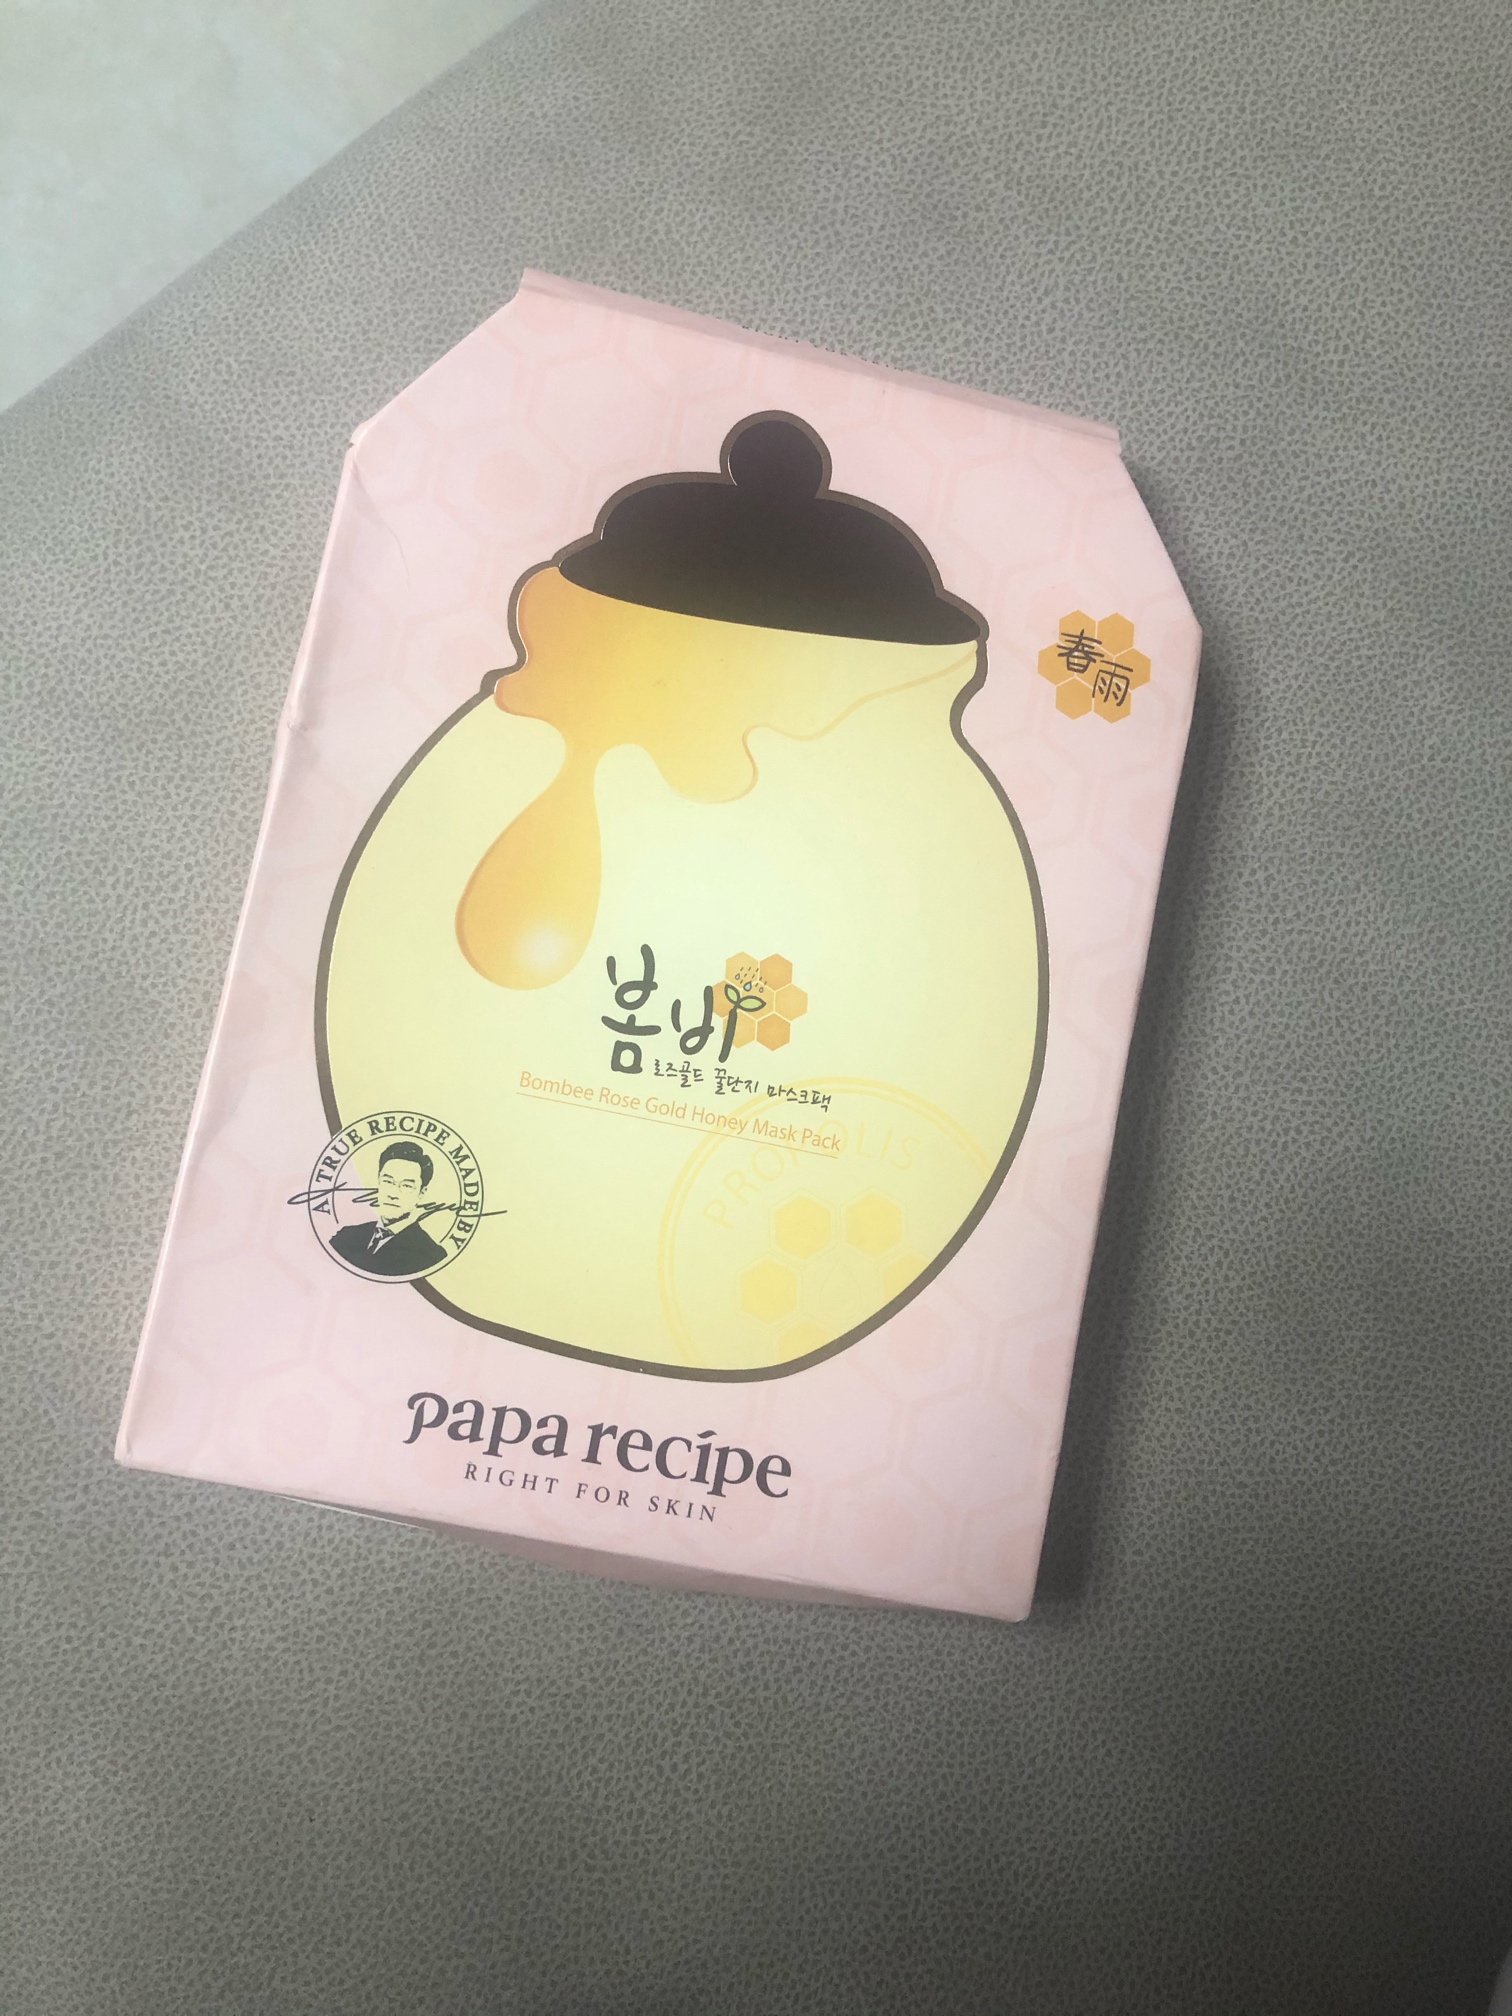 春雨
봄비
로즈골드 꿀단지 마스크팩
Bombee Rose Gold Honey Mask Pack
PROPOLIS
A TRUE RECIPE MADE BY
papa recipe
RIGHT FOR SKIN